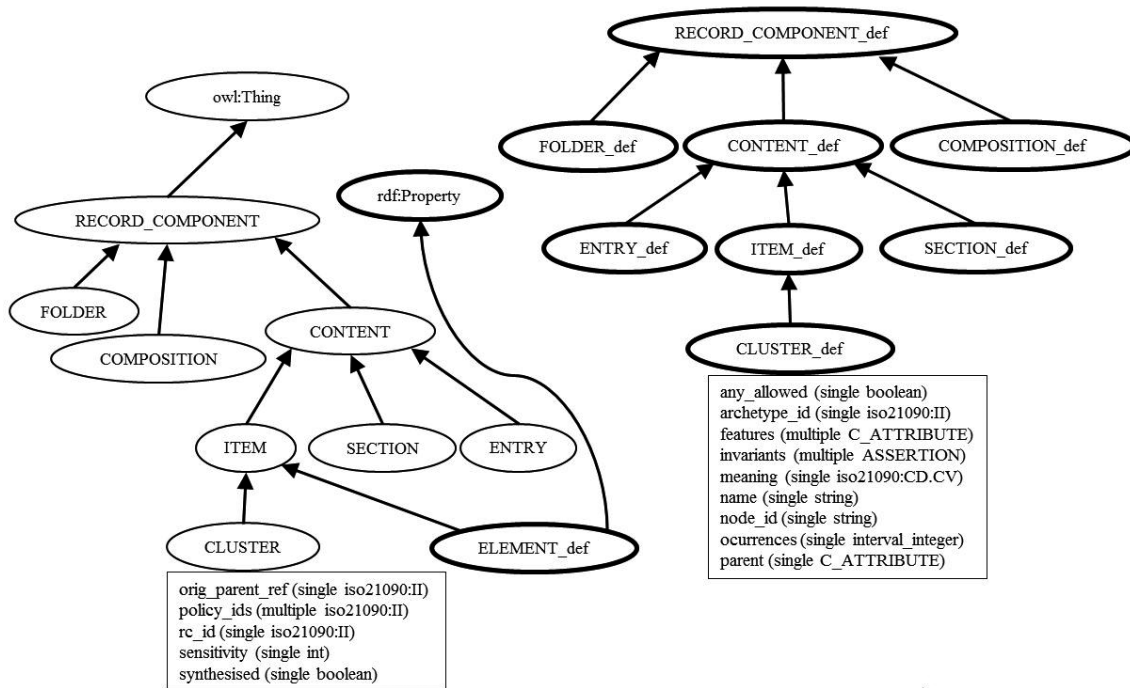 RECORD_COMPONENT_def
owl:Thing
FOLDER_def
CONTENT_def
COMPOSITION_def
rdf:Property
RECORD_COMPONENT
ENTRY_def
ITEM_def
SECTION_def
FOLDER
CONTENT
COMPOSITION
CLUSTER_def
any_allowed (single boolean)
archetype_id (single iso21090:II)
features (multiple C_ATTRIBUTE)
invariants (multiple ASSERTION)
meaning (single iso21090:CD.CV)
name (single string)
node_id (single string)
ocurrences (single interval_integer)
parent (single C_ATTRIBUTE)
ITEM
SECTION
ENTRY
CLUSTER
ELEMENT_def
orig_parent_ref (single iso21090:II)
policy_ids (multiple iso21090:II)
rc_id (single iso21090:II)
sensitivity (single int)
synthesised (single boolean)